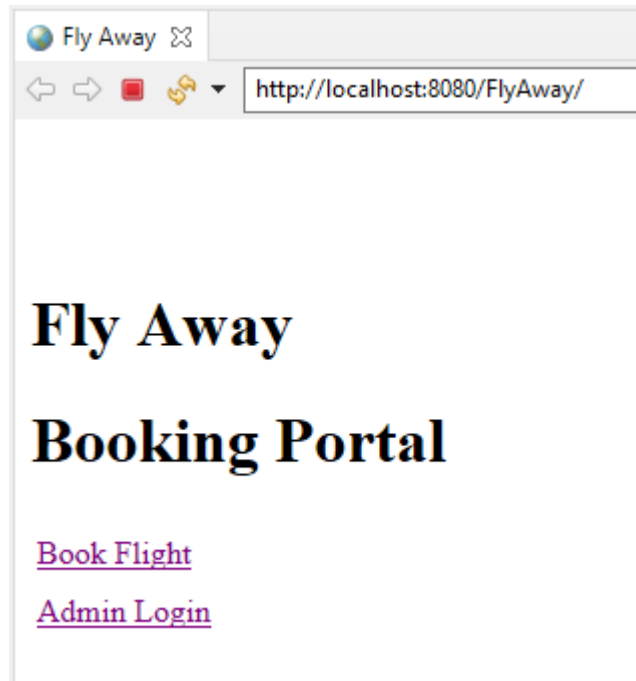 Fly Away
http://localhost:8080/FlyAway/
Fly Away
Booking Portal
Book Flight
Admin Login